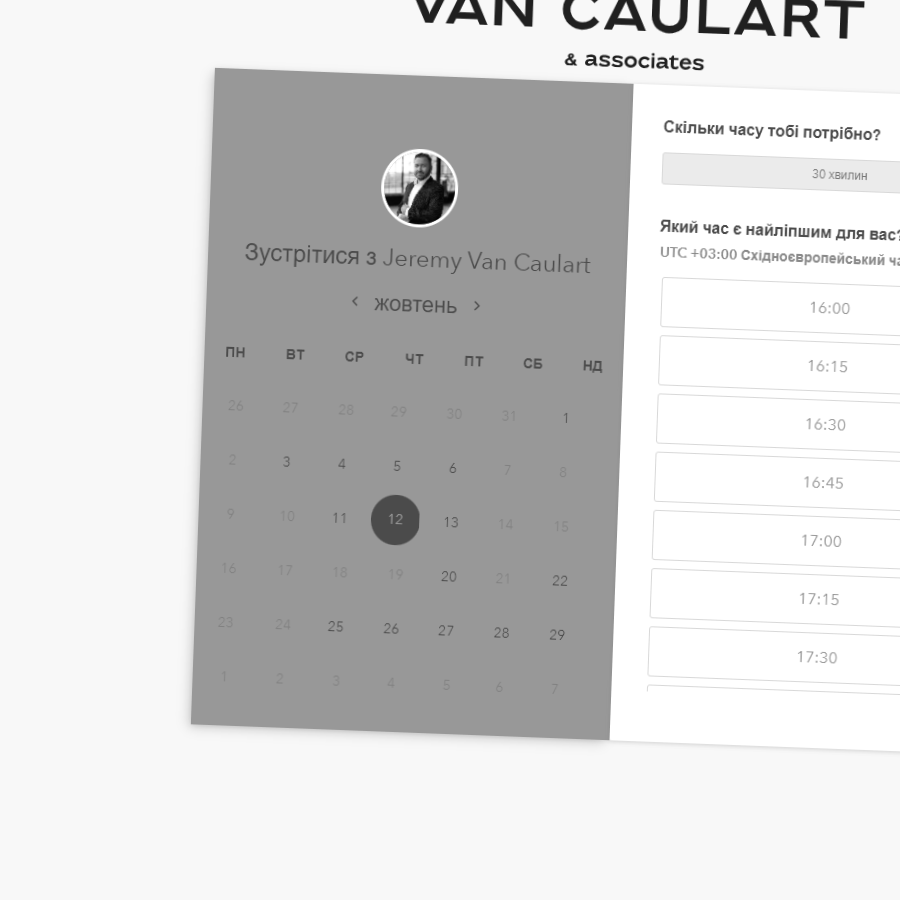 VAN CAULART
& associates
Зустрітися з Jeremy Van Caulart
‹ жовтень ›
ПН ВТ СР ЧТ ПТ СБ НД
26 27 28 29 30 31 1
2 3 4 5 6 7 8
9 10 11 12 13 14 15
16 17 18 19 20 21 22
23 24 25 26 27 28 29
1 2 3 4 5 6 7
Скільки часу тобі потрібно?
30 хвилин
Який час є найліпшим для вас?
UTC +03:00 Східноєвропейський
16:00
16:15
16:30
16:45
17:00
17:15
17:30